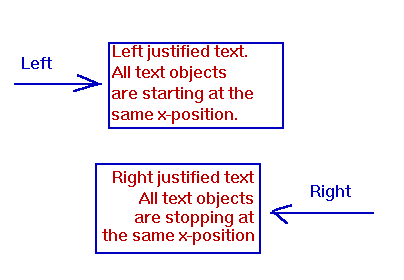 Left
Left justified text.
All text objects
are starting at the
same x-position.
Right justified text
All text objects
are stopping at
the same x-position
Right